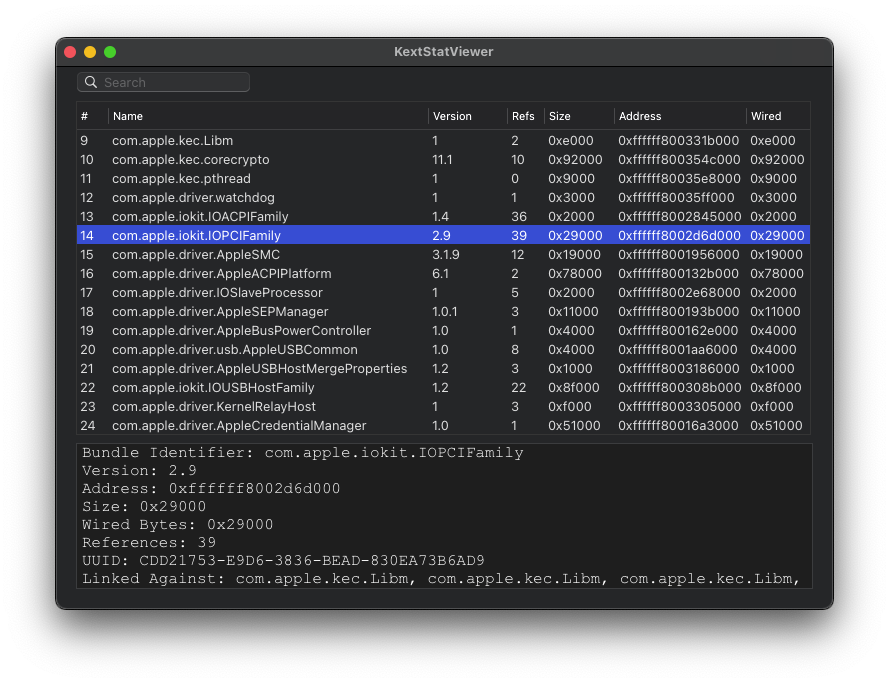 KextStatViewer
Search
# Name Version Refs Size Address Wired
9 com.apple.kec.Libm 1 2 0xe000 0xffffff800331b000 0xe000
10 com.apple.kec.corecrypto 11.1 10 0x92000 0xffffff800354c000 0x92000
11 com.apple.kec.pthread 1 0 0x9000 0xffffff80035e8000 0x9000
12 com.apple.driver.watchdog 1 1 0x3000 0xffffff80035ff000 0x3000
13 com.apple.iokit.IOACPIFamily 1.4 36 0x2000 0xffffff8002845000 0x2000
14 com.apple.iokit.IOPCIFamily 2.9 39 0x29000 0xffffff8002d6d000 0x29000
15 com.apple.driver.AppleSMC 3.1.9 12 0x19000 0xffffff8001956000 0x19000
16 com.apple.driver.AppleACPIPlatform 6.1 2 0x78000 0xffffff800132b000 0x78000
17 com.apple.driver.IOSlaveProcessor 1 5 0x2000 0xffffff8002e68000 0x2000
18 com.apple.driver.AppleSEPManager 1.0.1 3 0x11000 0xffffff800193b000 0x11000
19 com.apple.driver.AppleBusPowerController 1.0 1 0x4000 0xffffff800162e000 0x4000
20 com.apple.driver.usb.AppleUSBCommon 1.0 8 0x4000 0xffffff8001aa6000 0x4000
21 com.apple.driver.AppleUSBHostMergeProperties 1.2 3 0x1000 0xffffff8003186000 0x1000
22 com.apple.iokit.IOUSBHostFamily 1.2 22 0x8f000 0xffffff800308b000 0x8f000
23 com.apple.driver.KernelRelayHost 1 3 0xf000 0xffffff8003305000 0xf000
24 com.apple.driver.AppleCredentialManager 1.0 1 0x51000 0xffffff80016a3000 0x51000
Bundle Identifier: com.apple.iokit.IOPCIFamily
Version: 2.9
Address: 0xffffff8002d6d000
Size: 0x29000
Wired Bytes: 0x29000
References: 39
UUID: CDD21753-E9D6-3836-BEAD-830EA73B6AD9
Linked Against: com.apple.kec.Libm, com.apple.kec.Libm, com.apple.kec.Libm,